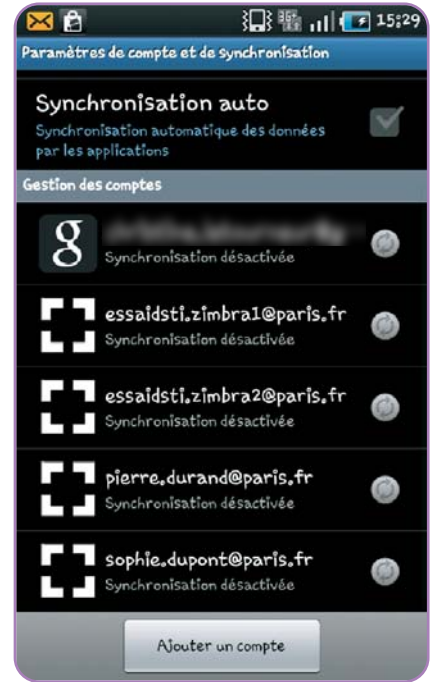 15:29
Paramètres de compte et de synchronisation
Synchronisation auto
Synchronisation automatique des données
par les applications
Gestion des comptes
g
Synchronisation désactivée
essaidsti.zimbra1@paris.fr
Synchronisation désactivée
essaidsti.zimbra2@paris.fr
Synchronisation désactivée
pierre.durand@paris.fr
Synchronisation désactivée
sophie.dupont@paris.fr
Synchronisation désactivée
Ajouter un compte